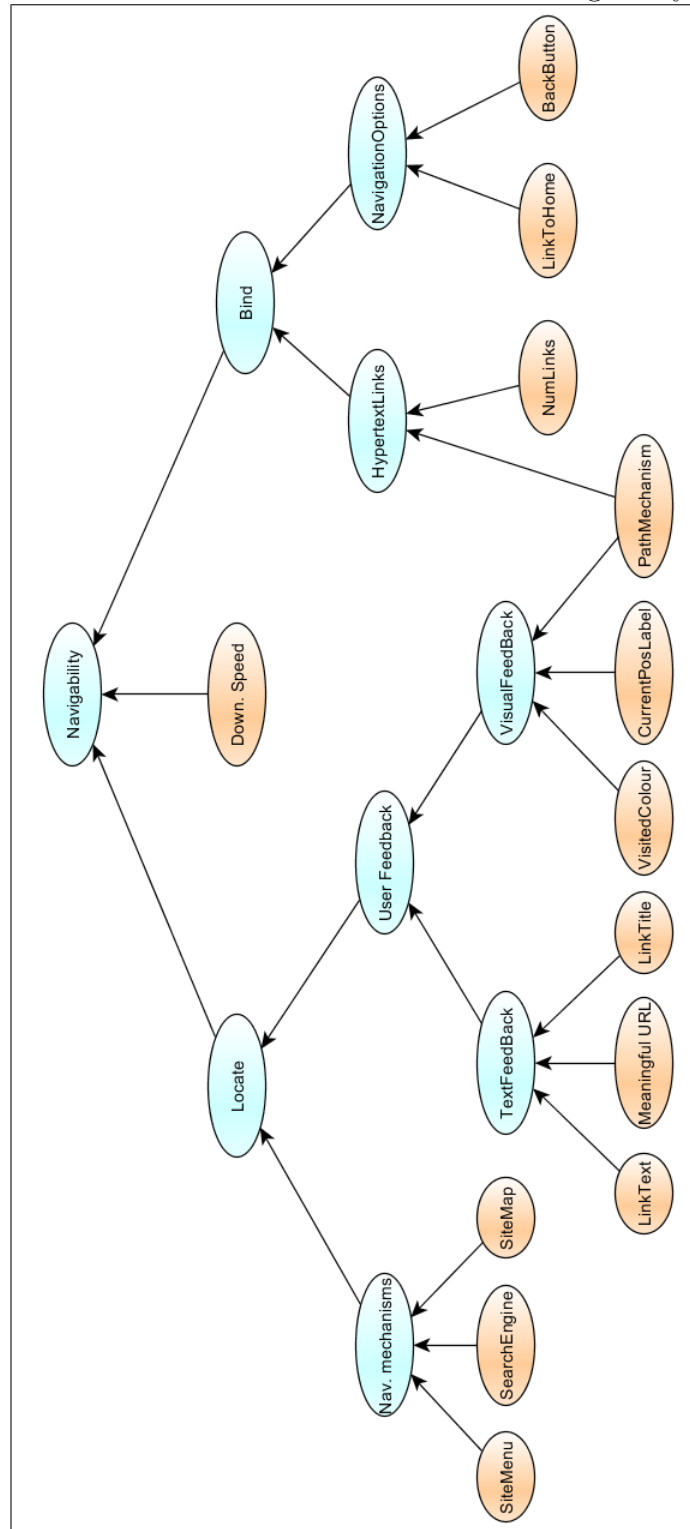 Navigability
Locate
Down. Speed
Bind
Nav. mechanisms
User Feedback
HypertextLinks
NavigationOptions
SiteMenu
SearchEngine
SiteMap
TextFeedBack
VisualFeedBack
NumLinks
LinkToHome
BackButton
LinkText
Meaningful URL
LinkTitle
VisitedColour
CurrentPosLabel
PathMechanism